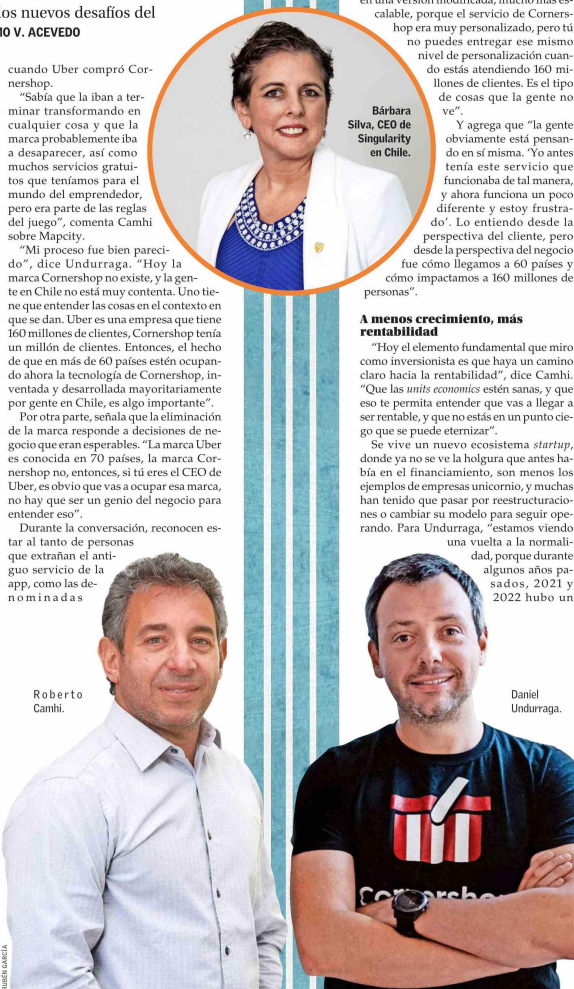 los nuevos desafíos del
MO V. ACEVEDO
cuando Uber compró Cor-
nershop.
“Sabía que la iban a ter-
minar transformando en
cualquier cosa y que la
marca probablemente iba
a desaparecer, así como
muchos servicios gratui-
tos que teníamos para el
mundo del emprendedor,
pero era parte de las reglas
del juego”, comenta Camhi
sobre Mapcity.
“Mi proceso fue bien pareci-
do”, dice Undurraga. “Hoy la
marca Cornershop no existe, y la gen-
te en Chile no está muy contenta. Uno tie-
ne que entender las cosas en el contexto en
que se dan. Uber es una empresa que tiene
160 millones de clientes, Cornershop tenía
un millón de clientes. Entonces, el hecho
de que en más de 60 países estén ocupan-
do ahora la tecnología de Cornershop, in-
ventada y desarrollada mayoritariamente
por gente en Chile, es algo importante”.
Por otra parte, señala que la eliminación
de la marca responde a decisiones de ne-
gocio que eran esperables. “La marca Uber
es conocida en 70 países, la marca Cor-
nershop no, entonces, si tú eres el CEO de
Uber, es obvio que vas a ocupar esa marca,
no hay que ser un genio del negocio para
entender eso”.
Durante la conversación, reconocen es-
tar al tanto de personas
que extrañan el anti-
guo servicio de la
app, como las de-
nominadas
Bárbara
Silva, CEO de
Singularity
en Chile.
en una versión modificada, mucho más es-
calable, porque el servicio de Corners-
hop era muy personalizado, pero tú
no puedes entregar ese mismo
nivel de personalización cuan-
do estás atendiendo 160 mi-
llones de clientes. Es el tipo
de cosas que la gente no
ve”.
Y agrega que “la gente
obviamente está pensan-
do en sí misma. ‘Yo antes
tenía este servicio que
funcionaba de tal manera,
y ahora funciona un poco
diferente y estoy frustra-
do’. Lo entiendo desde la
perspectiva del cliente, pero
desde la perspectiva del negocio
fue cómo llegamos a 60 países y
cómo impactamos a 160 millones de
personas”.
A menos crecimiento, más
rentabilidad
“Hoy el elemento fundamental que miro
como inversionista es que haya un camino
claro hacia la rentabilidad”, dice Camhi.
“Que las units economics estén sanas, y que
eso te permita entender que vas a llegar a
ser rentable, y que no estás en un punto cie-
go que se puede eternizar”.
Se vive un nuevo ecosistema startup,
donde ya no se ve la holgura que antes ha-
bía en el financiamiento, son menos los
ejemplos de empresas unicornio, y muchas
han tenido que pasar por reestructuracio-
nes o cambiar su modelo para seguir ope-
rando. Para Undurraga, “estamos viendo
una vuelta a la normali-
dad, porque durante
algunos años pa-
sados, 2021 y
2022 hubo un
Roberto
Camhi.
Daniel
Undurraga.
Cornershop
RUBÉN GARCÍA